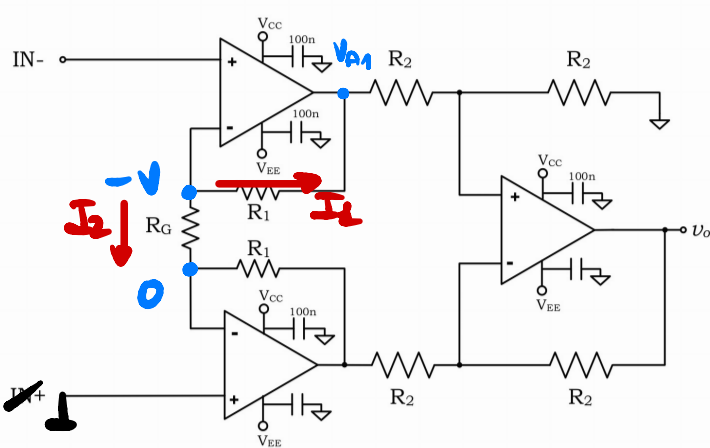 VCC
100n
IN-
+
VA1
R2
R2
-
100n
VEE
-V
I2
RG
R1
I1
VCC
100n
+
R1
vo
0
-
VCC
100n
-
VEE
IN+
+
R2
R2
VEE